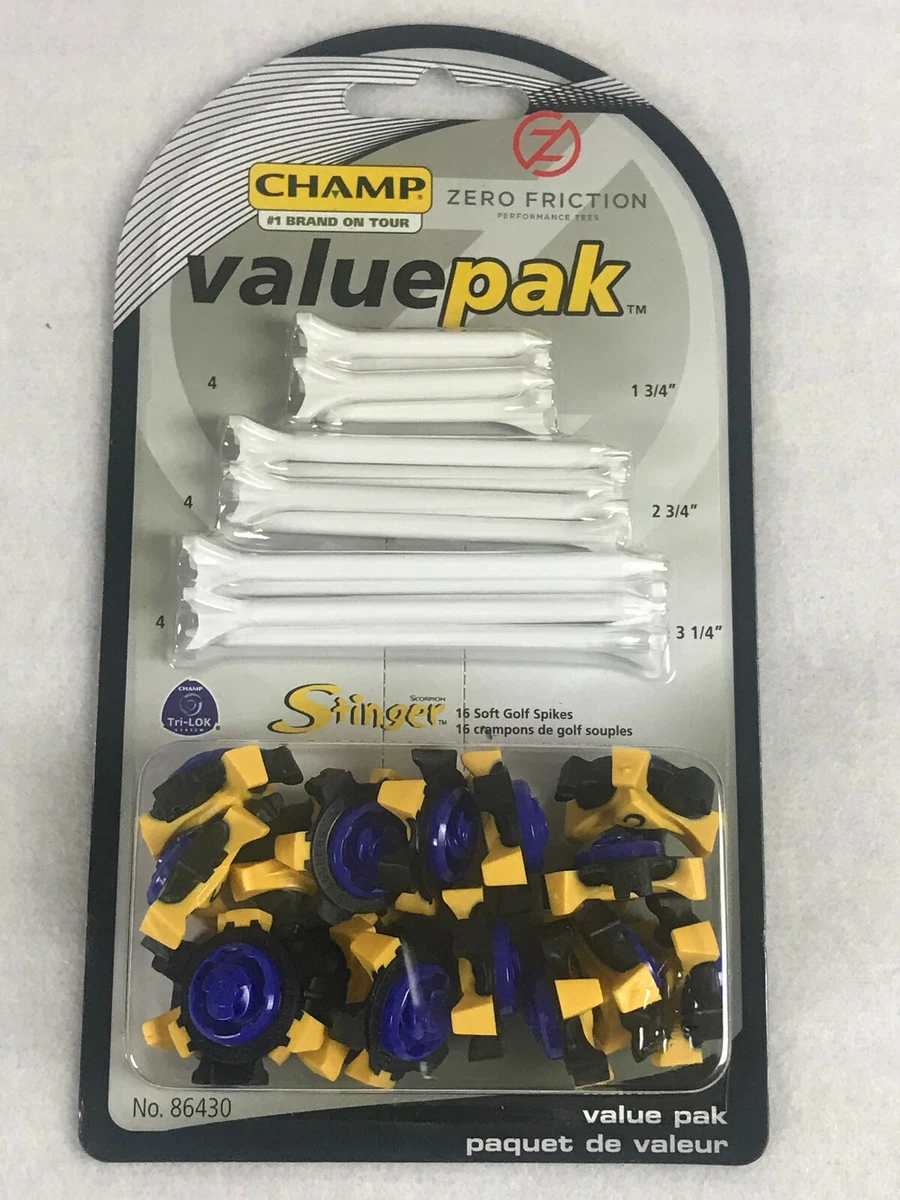 CHAMP®
#1 BRAND ON TOUR
Z
ZERO FRICTION
PERFORMANCE TEES
valuepak™
4
1 3/4"
4
2 3/4"
4
3 1/4"
CHAMP
Tri-LOK®
SYSTEM
SCORPION
Stinger™
16 Soft Golf Spikes
16 crampons de golf souples
No. 86430
value pak
paquet de valeur